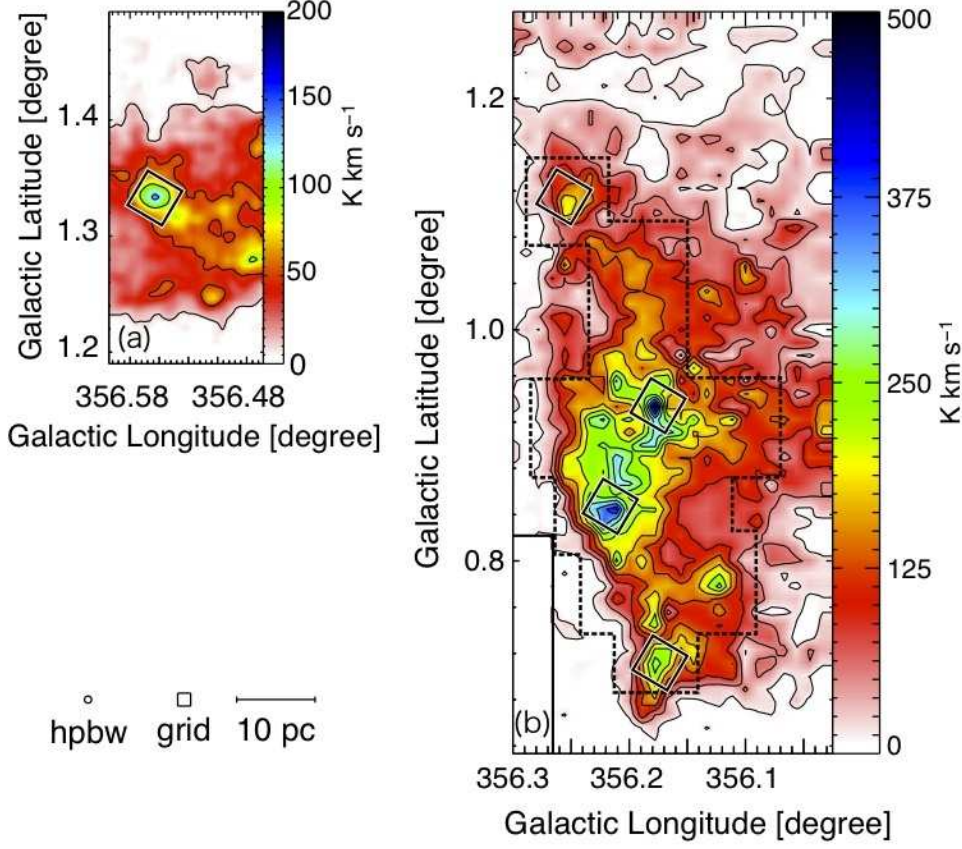 200
150
100
50
0
K km s⁻¹
1.4
1.3
1.2
Galactic Latitude [degree]
(a)
356.58 356.48
Galactic Longitude [degree]
hpbw grid 10 pc
500
375
250
125
0
K km s⁻¹
1.2
1.0
0.8
Galactic Latitude [degree]
(b)
356.3 356.2 356.1
Galactic Longitude [degree]